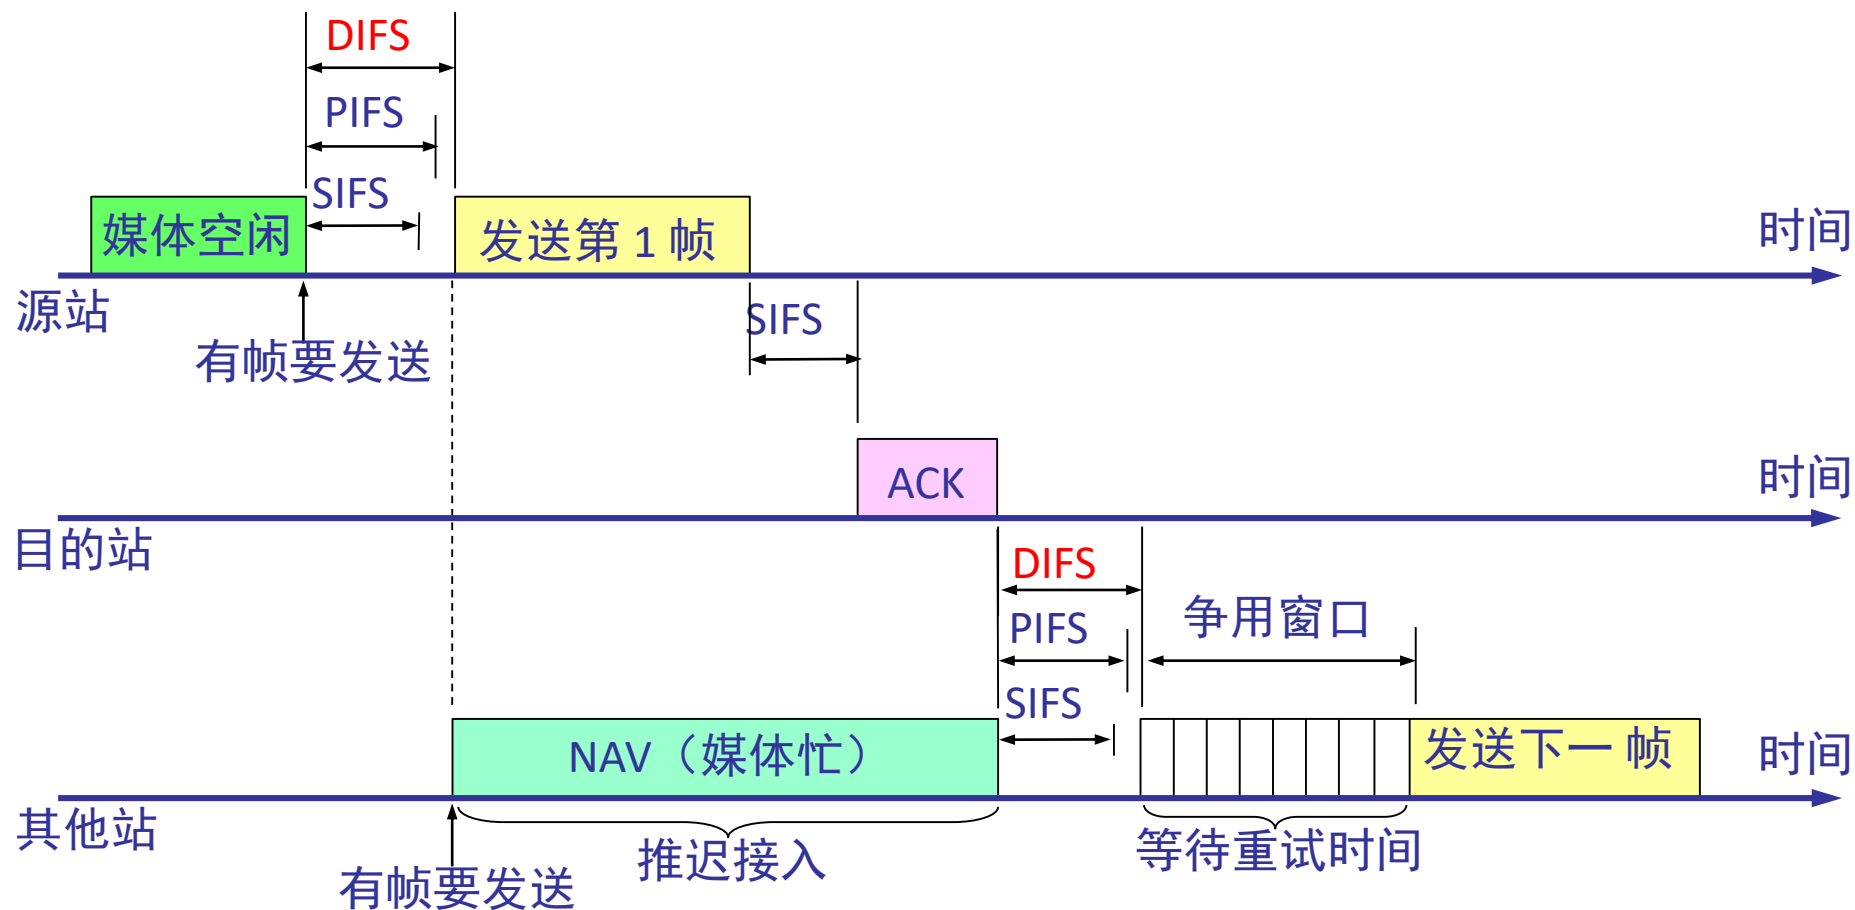 DIFS
PIFS
SIFS
媒体空闲
发送第 1 帧
时间
源站
有帧要发送
SIFS
ACK
时间
目的站
DIFS
PIFS
争用窗口
SIFS
NAV（媒体忙）
发送下一 帧
时间
其他站
推迟接入
等待重试时间
有帧要发送